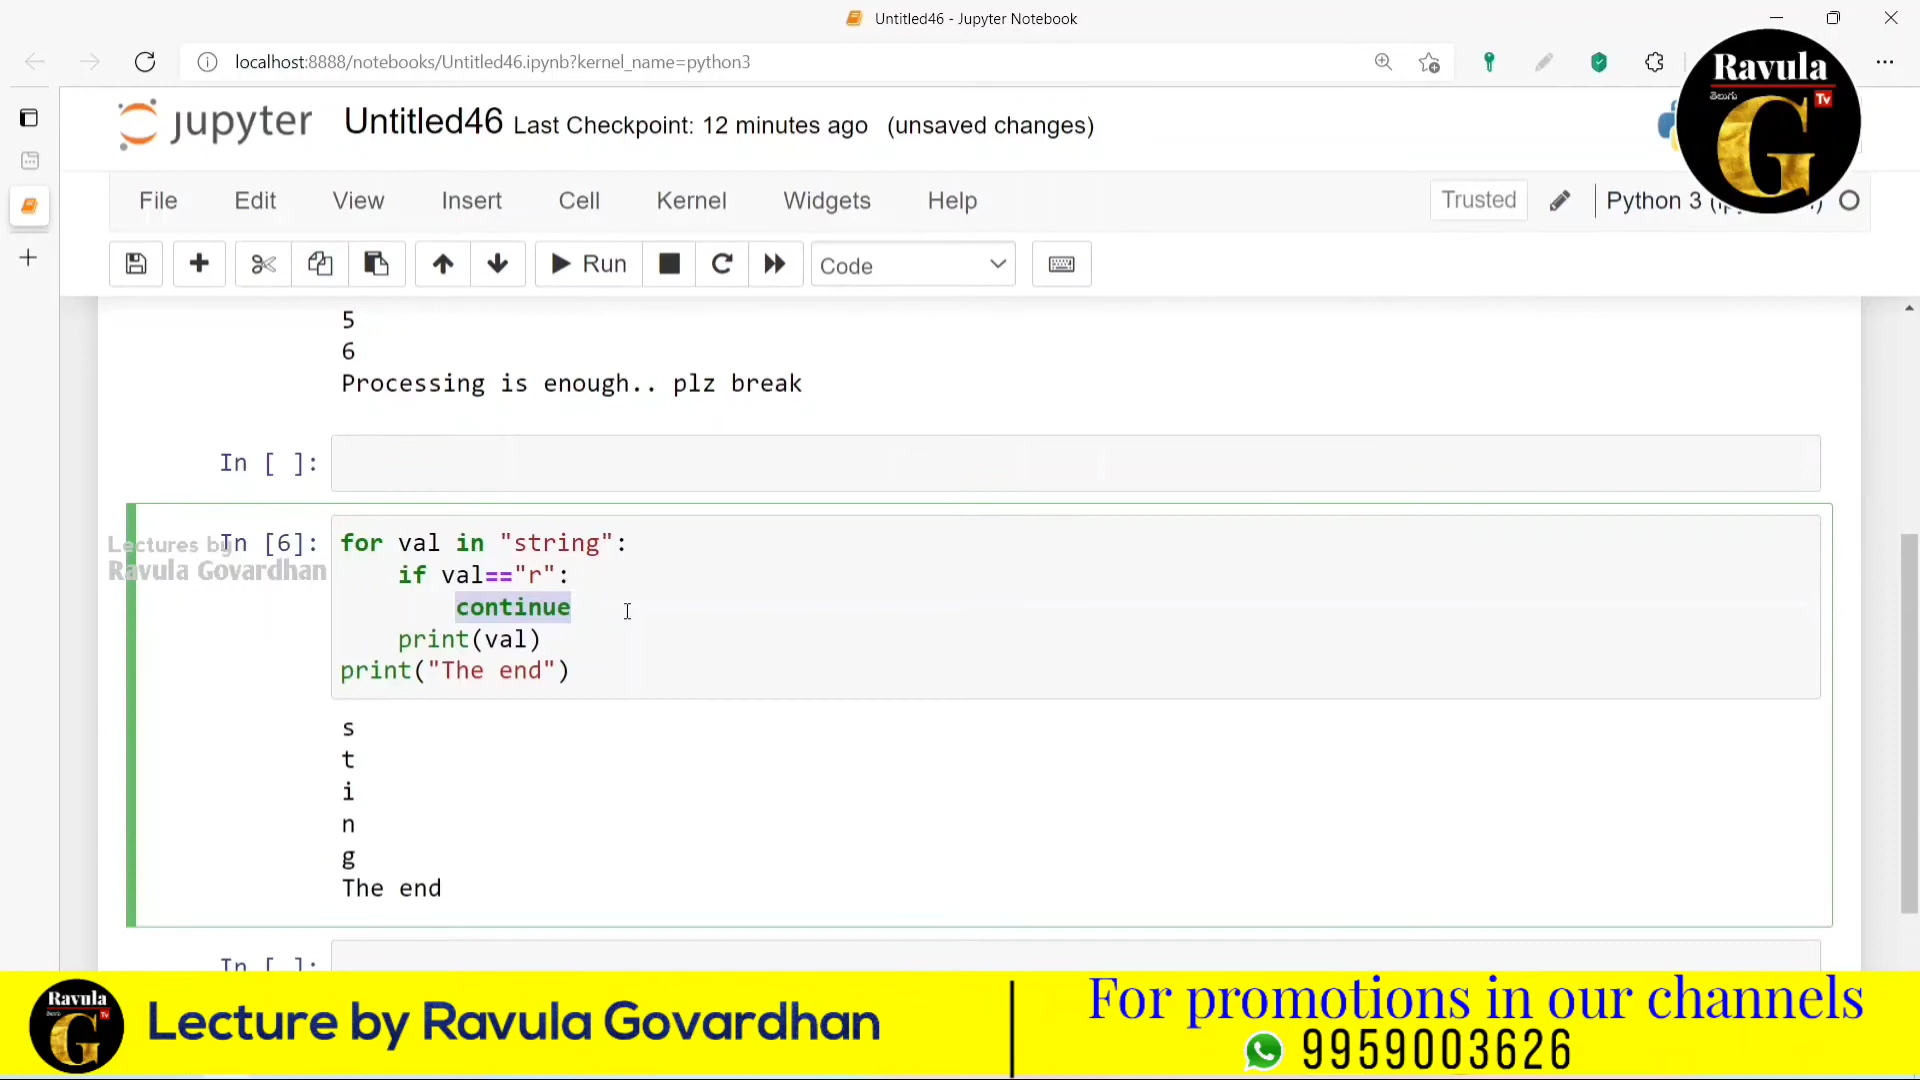 Untitled46 - Jupyter Notebook
localhost:8888/notebooks/Untitled46.ipynb?kernel_name=python3
Ravula
తెలుగు
Tv
G
jupyter Untitled46 Last Checkpoint: 12 minutes ago (unsaved changes)
File Edit View Insert Cell Kernel Widgets Help Trusted Python 3
Run Code
5
6
Processing is enough.. plz break
In [ ]:
Lectures by
Ravula Govardhan
In [6]: for val in "string":
if val=="r":
continue
print(val)
print("The end")
s
t
i
n
g
The end
In [ ]:
Ravula
G
Lecture by Ravula Govardhan
For promotions in our channels
9959003626